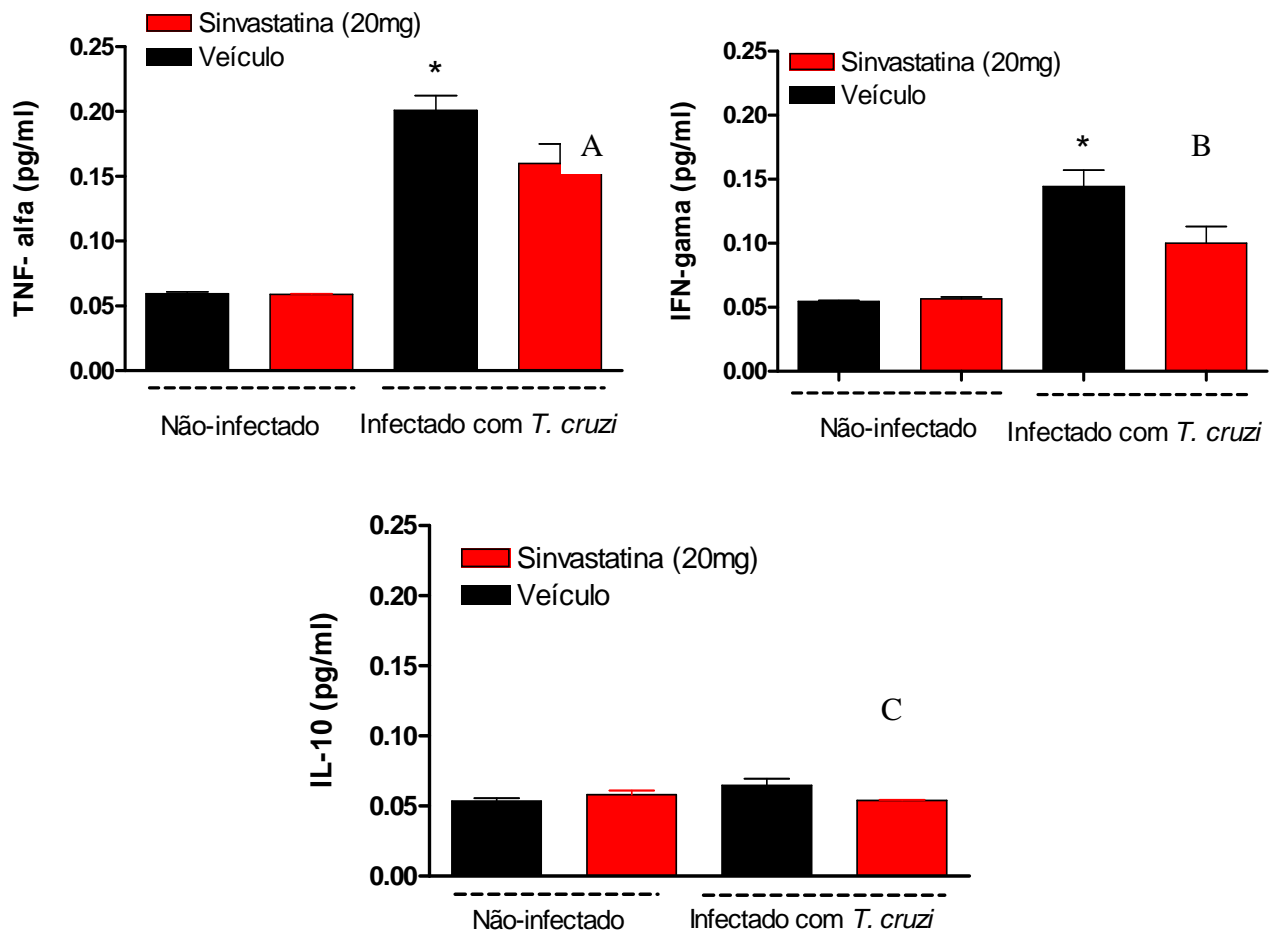 Sinvastatina (20mg)
Veículo
*
A
TNF- alfa (pg/ml)
0.25
0.20
0.15
0.10
0.05
0.00
Não-infectado
Infectado com T. cruzi
Sinvastatina (20mg)
Veículo
*
B
IFN-gama (pg/ml)
0.25
0.20
0.15
0.10
0.05
0.00
Não-infectado
Infectado com T. cruzi
Sinvastatina (20mg)
Veículo
C
IL-10 (pg/ml)
0.25
0.20
0.15
0.10
0.05
0.00
Não-infectado
Infectado com T. cruzi